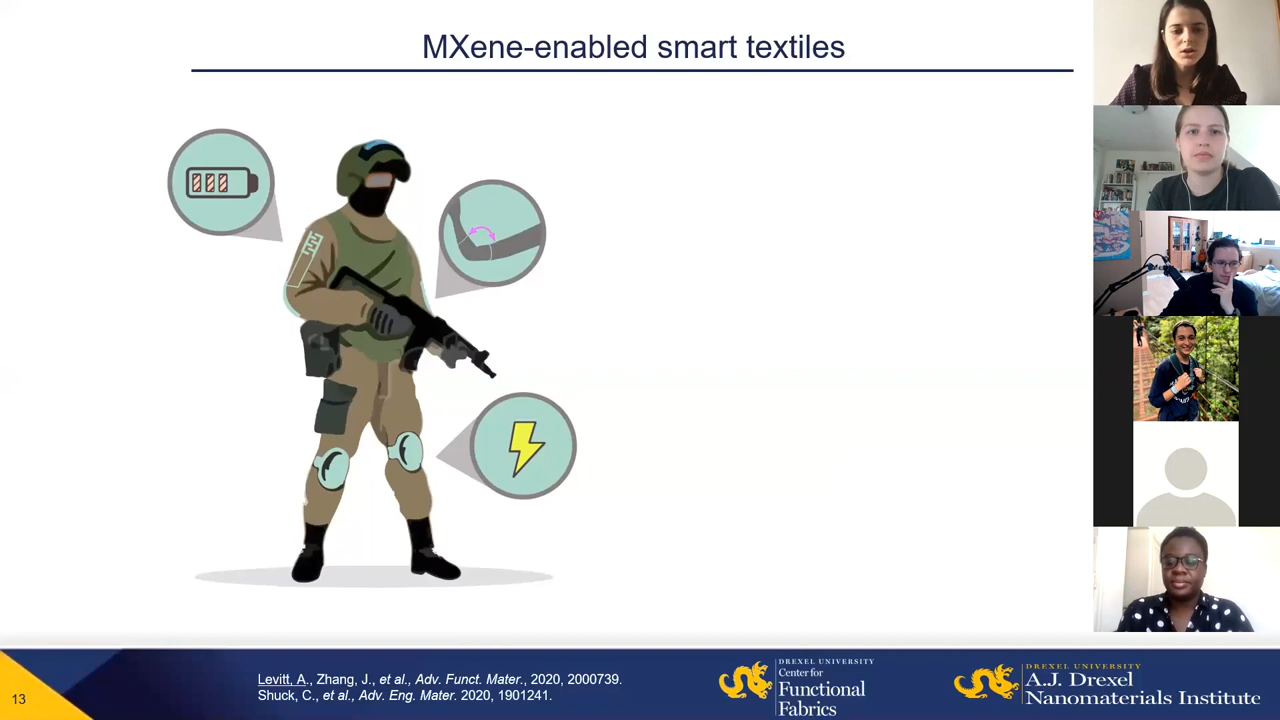 MXene-enabled smart textiles
13
Levitt, A., Zhang, J., et al., Adv. Funct. Mater., 2020, 2000739.
Shuck, C., et al., Adv. Eng. Mater. 2020, 1901241.
DREXEL UNIVERSITY
Center for
Functional
Fabrics
DREXEL UNIVERSITY
A.J. Drexel
Nanomaterials Institute